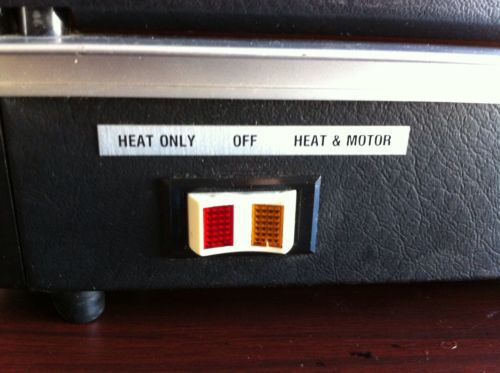 HEAT ONLY OFF HEAT & MOTOR